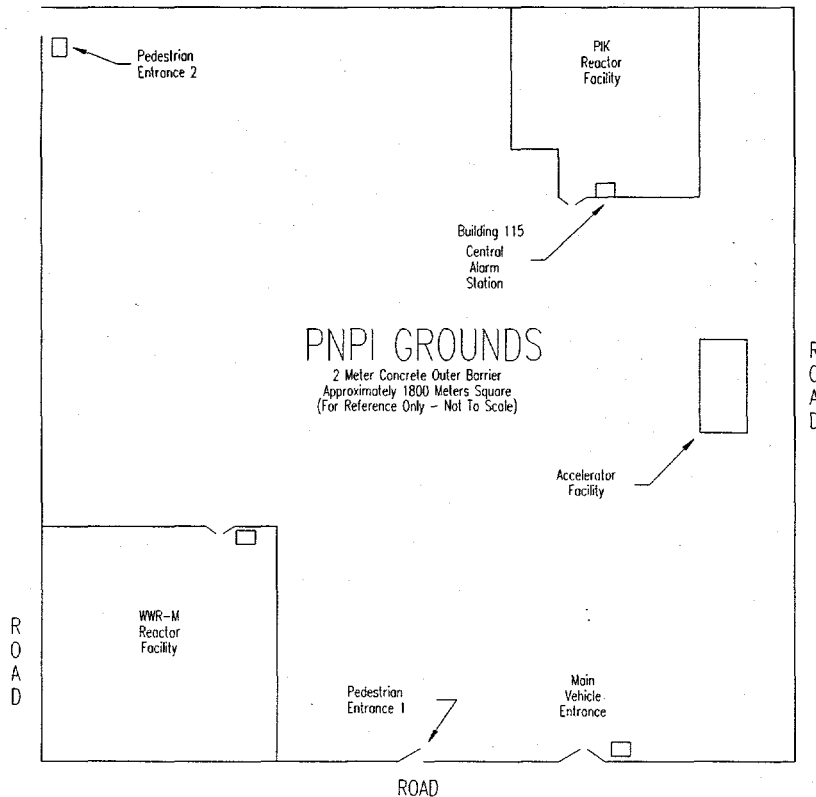 Pedestrian
Entrance 2
PIK
Reactor
Facility
Building 115
Central
Alarm
Station
PNPI GROUNDS
2 Meter Concrete Outer Barrier
Approximately 1800 Meters Square
(For Reference Only - Not To Scale)
ROAD
Accelerator
Facility
WWR-M
Reactor
Facility
ROAD
Pedestrian
Entrance 1
Main
Vehicle
Entrance
ROAD